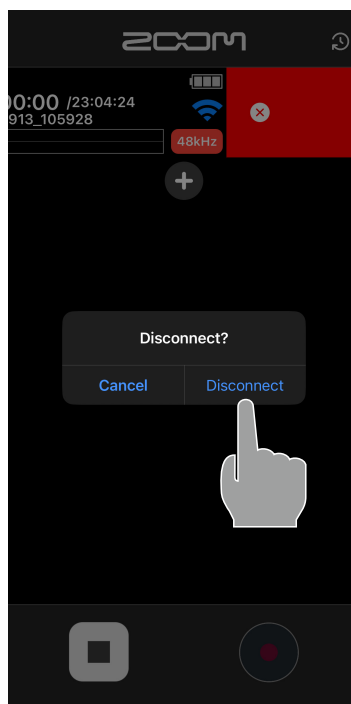 ZOOM
00:00 /23:04:24
913_105928
48kHz
Disconnect?
Cancel Disconnect